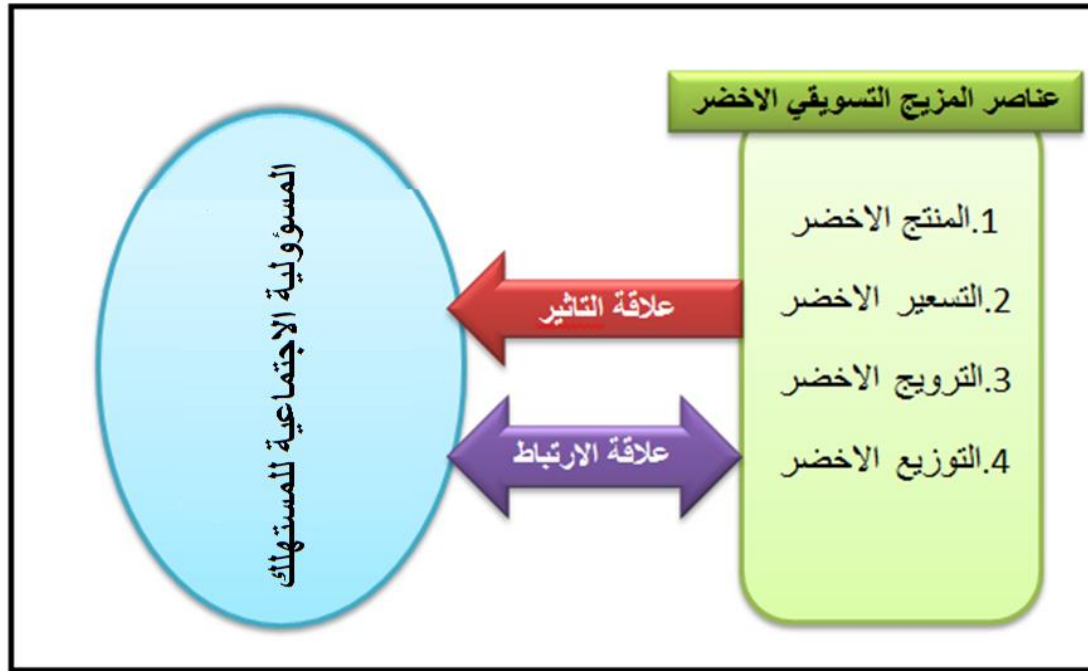 عناصر المزيج التسويقي الاخضر
1.المنتج الاخضر
2.التسعير الاخضر
3.الترويج الاخضر
4.التوزيع الاخضر
علاقة التاثير
علاقة الارتباط
المسؤولية الاجتماعية للمستهلك